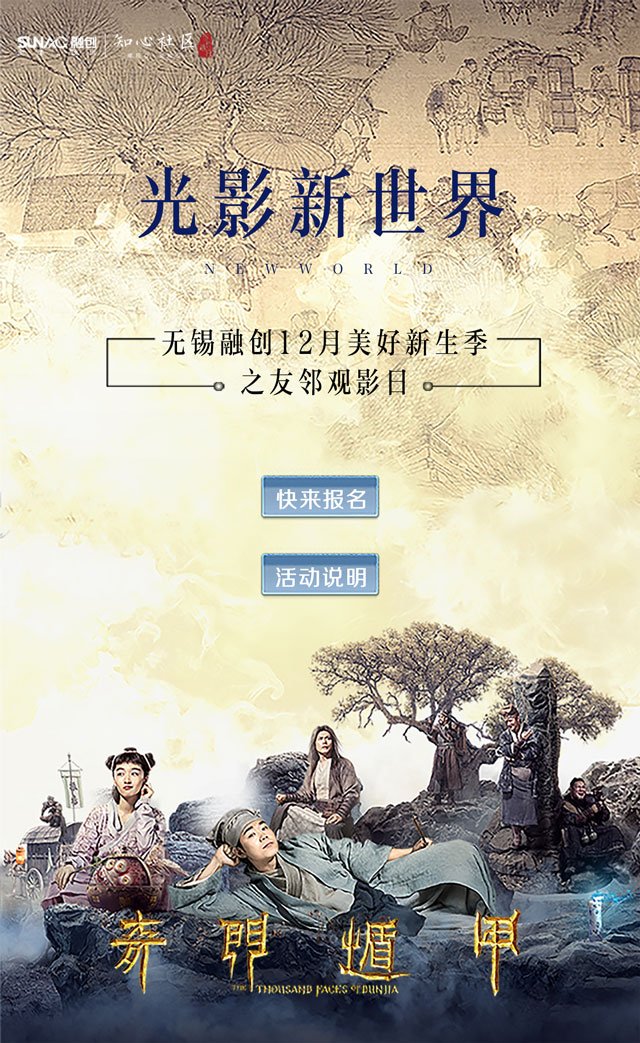 SUNAC融创 知心社区
光影新世界
NEW WORLD
无锡融创12月美好新生季
之友邻观影日
快来报名
活动说明
奇門遁甲
THE THOUSAND FACES OF DUNJIA